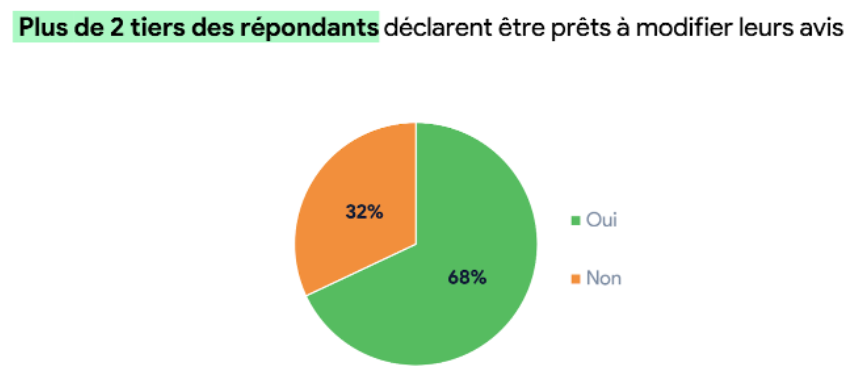 Plus de 2 tiers des répondants déclarent être prêts à modifier leurs avis
32%
Oui
68%
Non